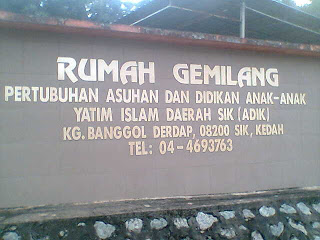 RUMAH GEMILANG
PERTUBUHAN ASUHAN DAN DIDIKAN ANAK-ANAK
YATIM ISLAM DAERAH SIK (ADIK)
KG. BANGGOL DERDAP, 08200 SIK, KEDAH
TEL: 04-4693763